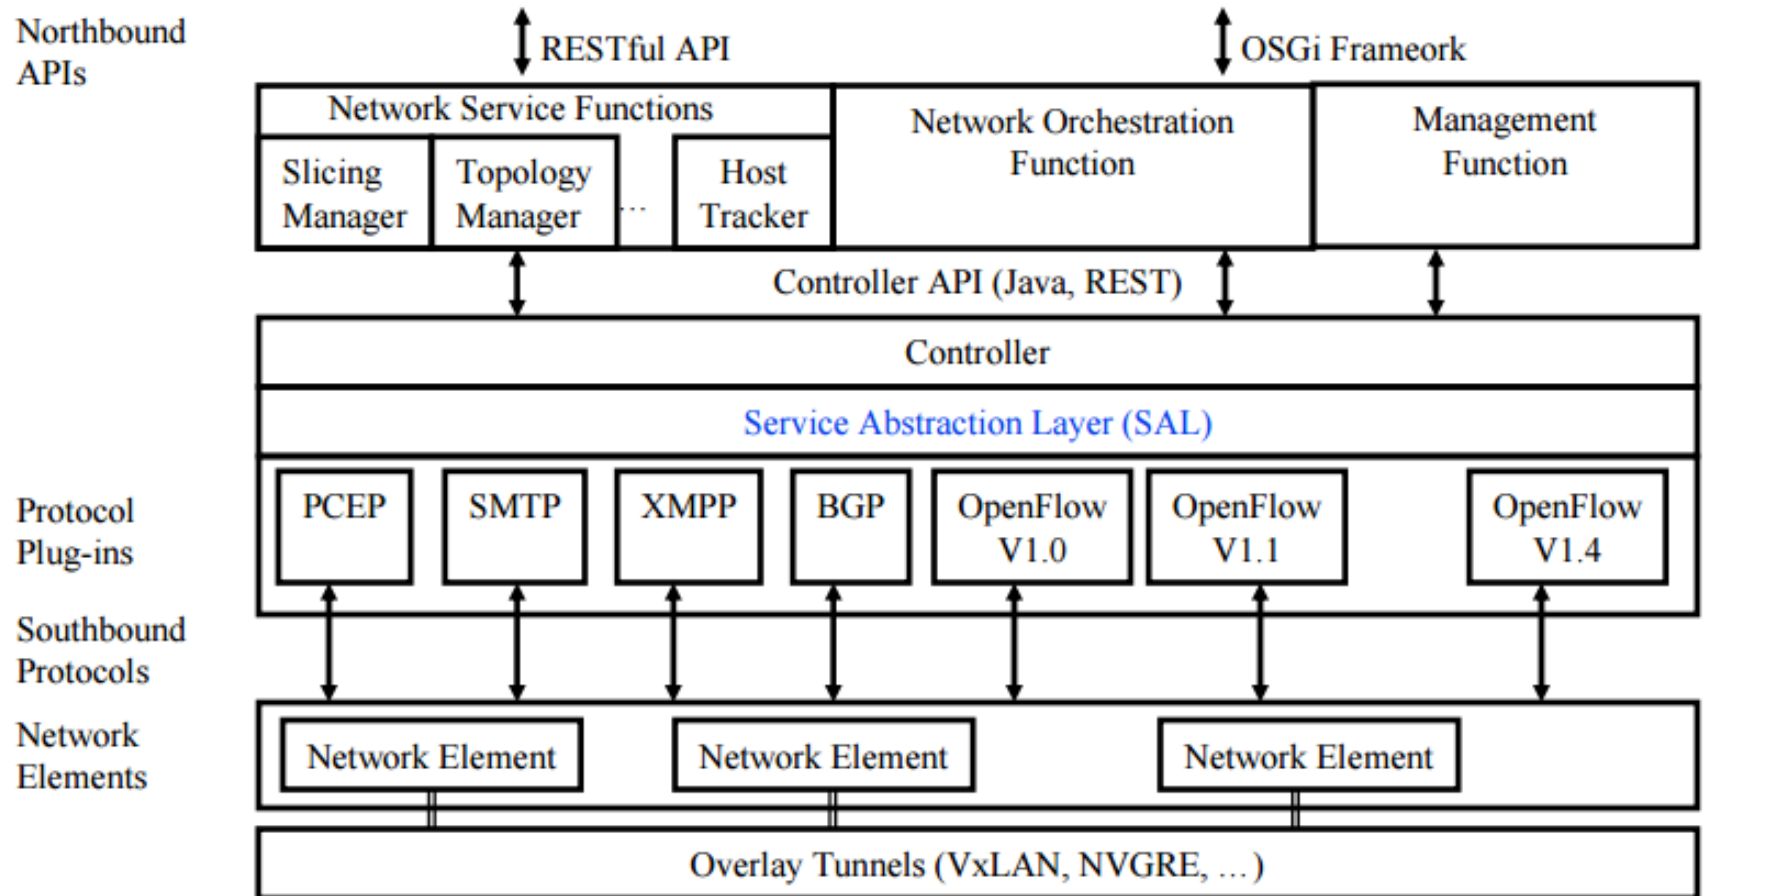 Northbound
APIs
RESTful API
OSGi Frameork
Network Service Functions
Slicing
Manager
Topology
Manager
...
Host
Tracker
Network Orchestration
Function
Management
Function
Controller API (Java, REST)
Controller
Service Abstraction Layer (SAL)
Protocol
Plug-ins
PCEP
SMTP
XMPP
BGP
OpenFlow
V1.0
OpenFlow
V1.1
OpenFlow
V1.4
Southbound
Protocols
Network
Elements
Network Element
Network Element
Network Element
Overlay Tunnels (VxLAN, NVGRE, …)